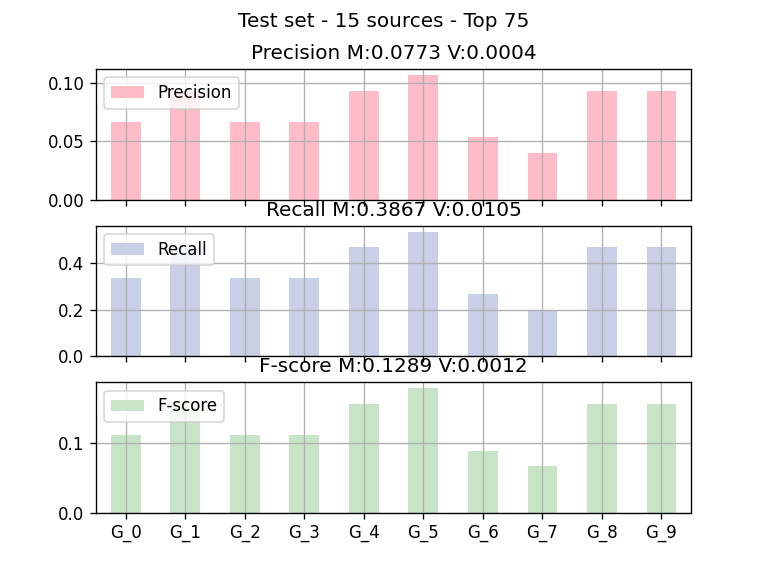 Test set - 15 sources - Top 75
Precision M:0.0773 V:0.0004
0.10
0.05
0.00
Precision
Recall M:0.3867 V:0.0105
0.4
0.2
0.0
Recall
F-score M:0.1289 V:0.0012
0.1
0.0
F-score
G_0 G_1 G_2 G_3 G_4 G_5 G_6 G_7 G_8 G_9